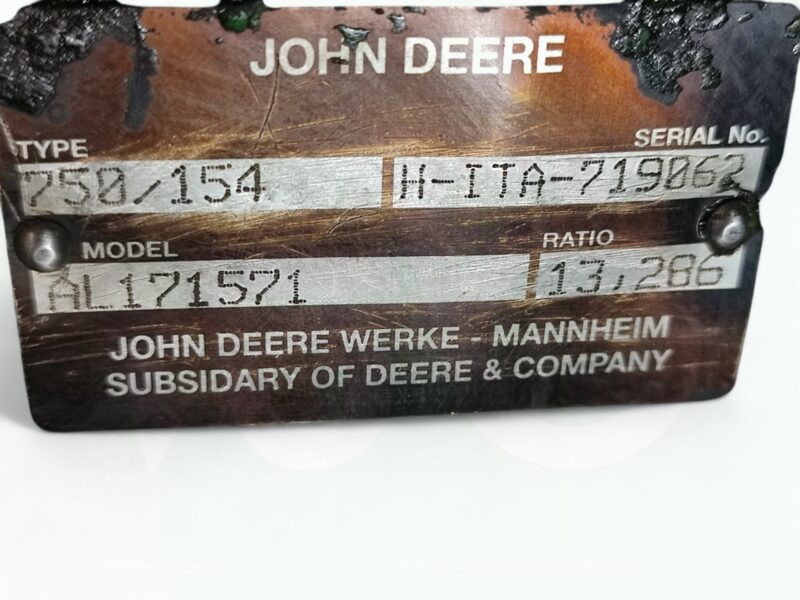 JOHN DEERE
TYPE SERIAL No.
750/154 H-ITA-719062
MODEL RATIO
AL171571 13,286
JOHN DEERE WERKE - MANNHEIM
SUBSIDARY OF DEERE & COMPANY